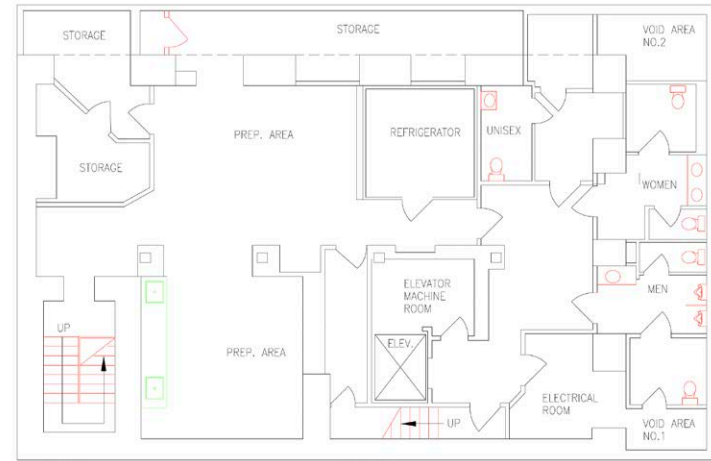 STORAGE
STORAGE
VOID AREA
NO.2
PREP. AREA
REFRIGERATOR
UNISEX
STORAGE
WOMEN
ELEVATOR
MACHINE
ROOM
MEN
UP
ELEV.
PREP. AREA
ELECTRICAL
ROOM
UP
VOID AREA
NO.1